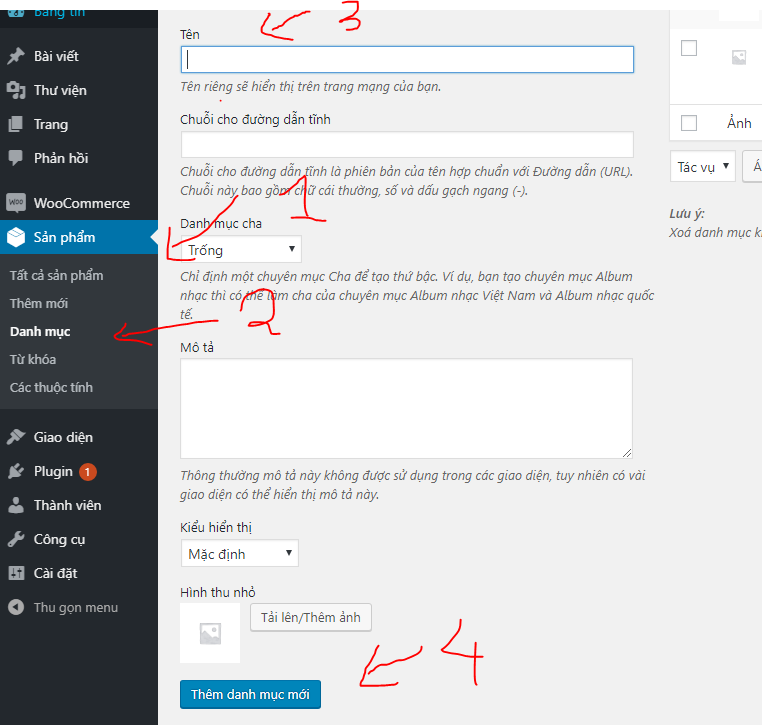 Bảng tin
Bài viết
Thư viện
Trang
Phản hồi
WooCommerce
Sản phẩm
Tất cả sản phẩm
Thêm mới
Danh mục
Từ khóa
Các thuộc tính
Giao diện
Plugin 1
Thành viên
Công cụ
Cài đặt
Thu gọn menu
3
Tên
Tên riêng sẽ hiển thị trên trang mạng của bạn.
Chuỗi cho đường dẫn tĩnh
Chuỗi cho đường dẫn tĩnh là phiên bản của tên hợp chuẩn với Đường dẫn (URL).
Chuỗi này bao gồm chữ cái thường, số và dấu gạch ngang (-).
1
Danh mục cha
Trống
Chỉ định một chuyên mục Cha để tạo thứ bậc. Ví dụ, bạn tạo chuyên mục Album
nhạc thì có thể làm cha của chuyên mục Album nhạc Việt Nam và Album nhạc quốc
tế.
2
Mô tả
Thông thường mô tả này không được sử dụng trong các giao diện, tuy nhiên có vài
giao diện có thể hiển thị mô tả này.
Kiểu hiển thị
Mặc định
Hình thu nhỏ
Tải lên/Thêm ảnh
4
Thêm danh mục mới
Ảnh
Tác vụ
Lưu ý:
Xoá danh mục